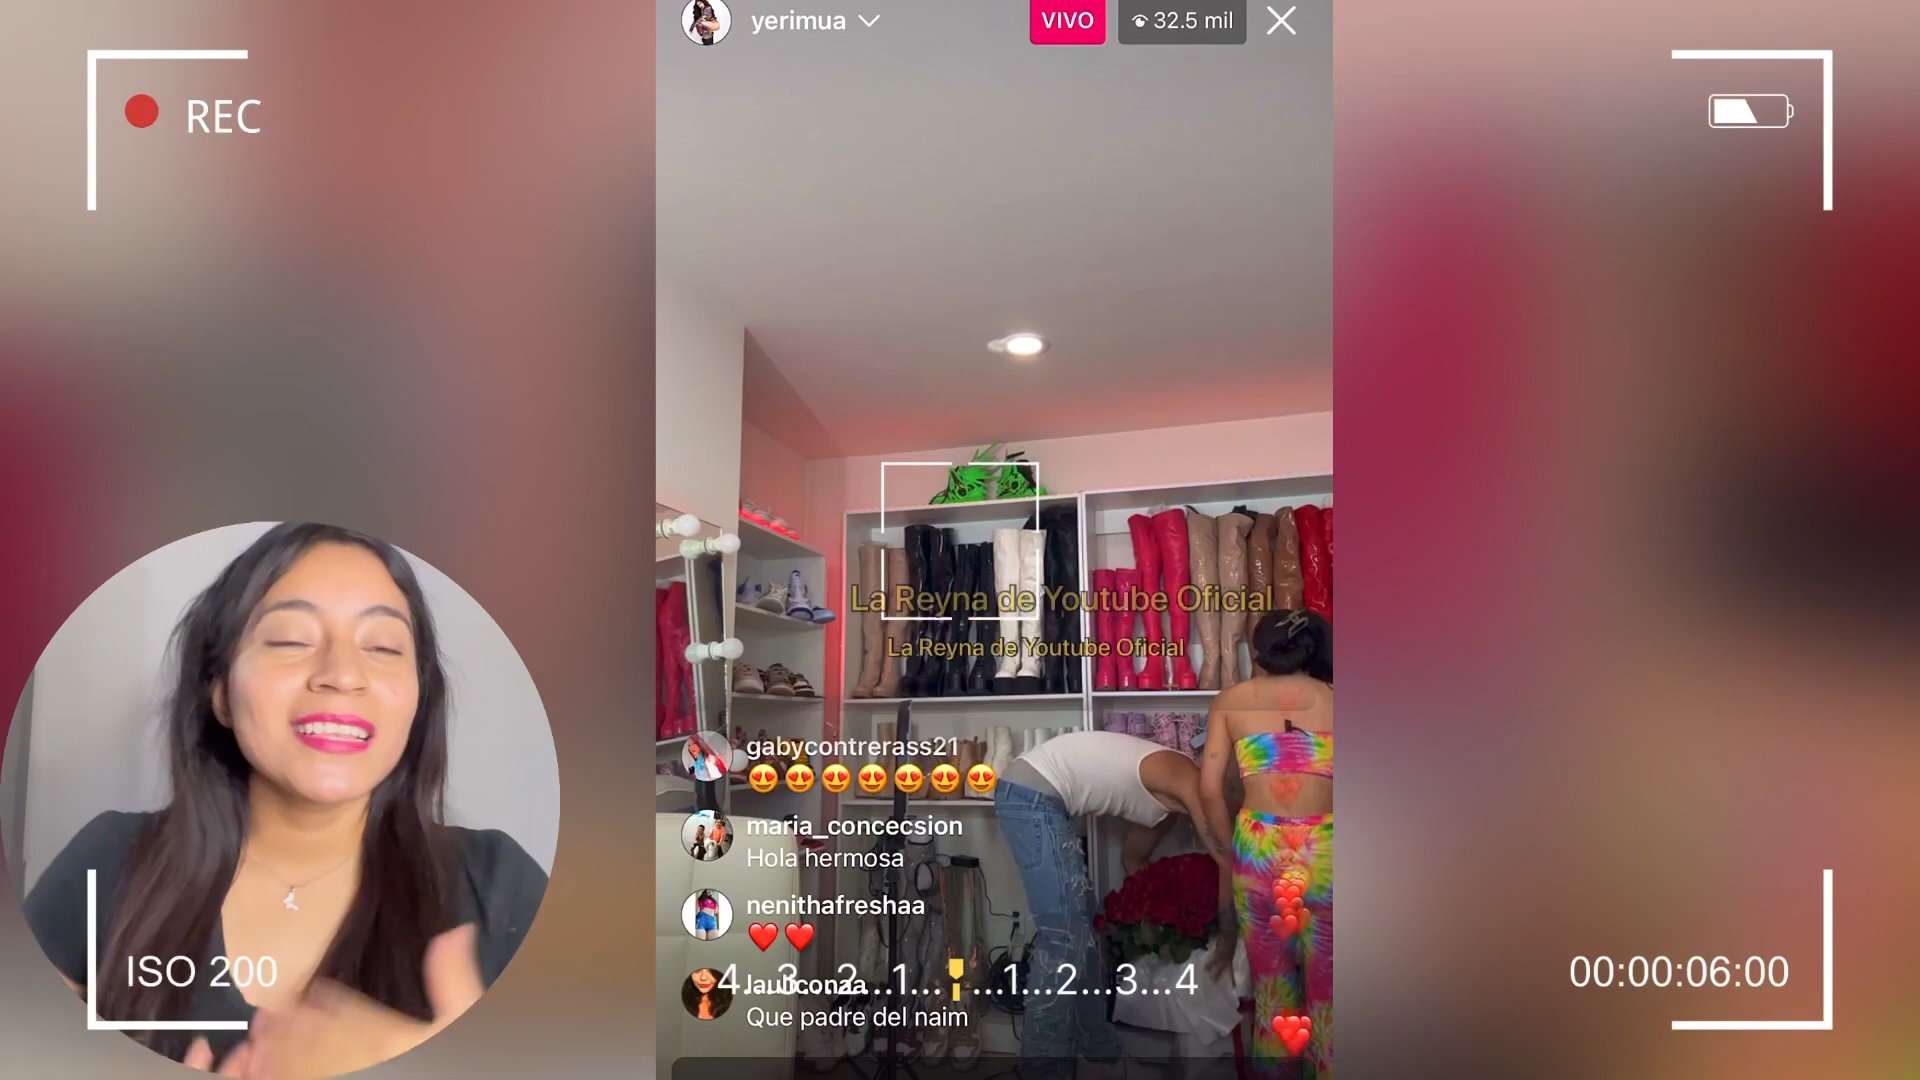 REC
yerimua
VIVO
32.5 mil
La Reyna de Youtube Oficial
La Reyna de Youtube Oficial
gabycontrerass21
😍😍😍😍😍😍😍
maria_concecsion
Hola hermosa
nenithafreshaa
❤️❤️
4...3...2...1... ...1...2...3...4
lauliconaa
Que padre del naim
ISO 200
00:00:06:00